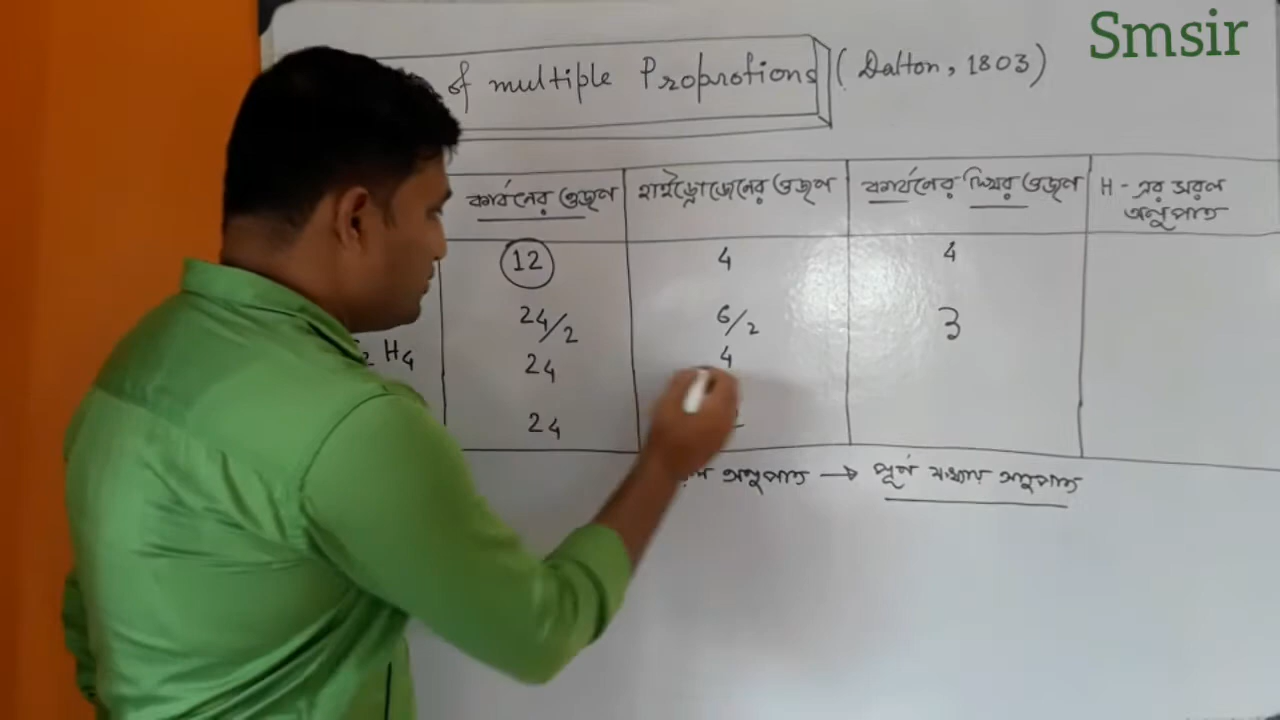 Smsir
of multiple Proprotions (Dalton, 1803)
কার্বনের ওজন হাইড্রোজেনের ওজন কার্বনের স্থির ওজন H - এর সরল
অনুপাত
12 4 4
24/2 6/2 3
H4 24 4
24
অনুপাত → পূর্ণ সংখ্যার অনুপাত